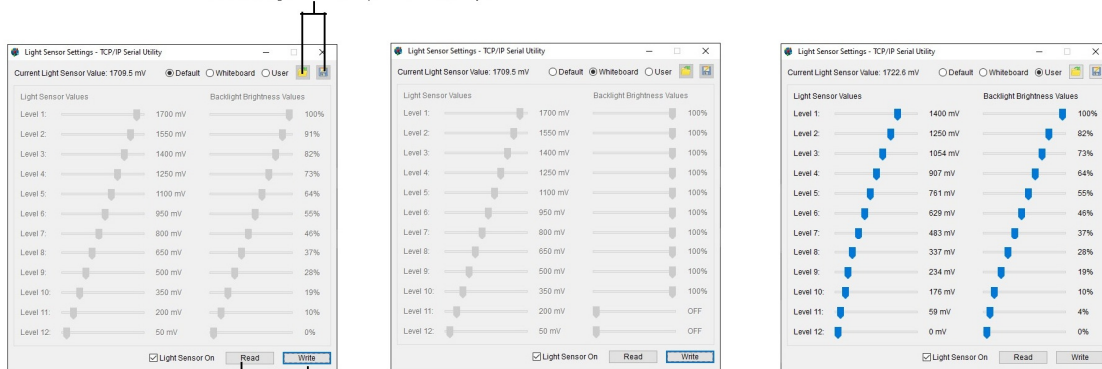 Light Sensor Settings - TCP/IP Serial Utility
Current Light Sensor Value: 1709.5 mV Default Whiteboard User
Light Sensor Values Backlight Brightness Values
Level 1: 1700 mV 100%
Level 2: 1550 mV 91%
Level 3: 1400 mV 82%
Level 4: 1250 mV 73%
Level 5: 1100 mV 64%
Level 6: 950 mV 55%
Level 7: 800 mV 46%
Level 8: 650 mV 37%
Level 9: 500 mV 28%
Level 10: 350 mV 19%
Level 11: 200 mV 10%
Level 12: 50 mV 0%
Light Sensor On Read Write
Light Sensor Settings - TCP/IP Serial Utility
Current Light Sensor Value: 1709.5 mV Default Whiteboard User
Light Sensor Values Backlight Brightness Values
Level 1: 1700 mV 100%
Level 2: 1550 mV 100%
Level 3: 1400 mV 100%
Level 4: 1250 mV 100%
Level 5: 1100 mV 100%
Level 6: 950 mV 100%
Level 7: 800 mV 100%
Level 8: 650 mV 100%
Level 9: 500 mV 100%
Level 10: 350 mV 100%
Level 11: 200 mV OFF
Level 12: 50 mV OFF
Light Sensor On Read Write
Light Sensor Settings - TCP/IP Serial Utility
Current Light Sensor Value: 1722.6 mV Default Whiteboard User
Light Sensor Values Backlight Brightness Values
Level 1: 1400 mV 100%
Level 2: 1250 mV 82%
Level 3: 1054 mV 73%
Level 4: 907 mV 64%
Level 5: 761 mV 55%
Level 6: 629 mV 46%
Level 7: 483 mV 37%
Level 8: 337 mV 28%
Level 9: 234 mV 19%
Level 10: 176 mV 10%
Level 11: 59 mV 4%
Level 12: 0 mV 0%
Light Sensor On Read Write